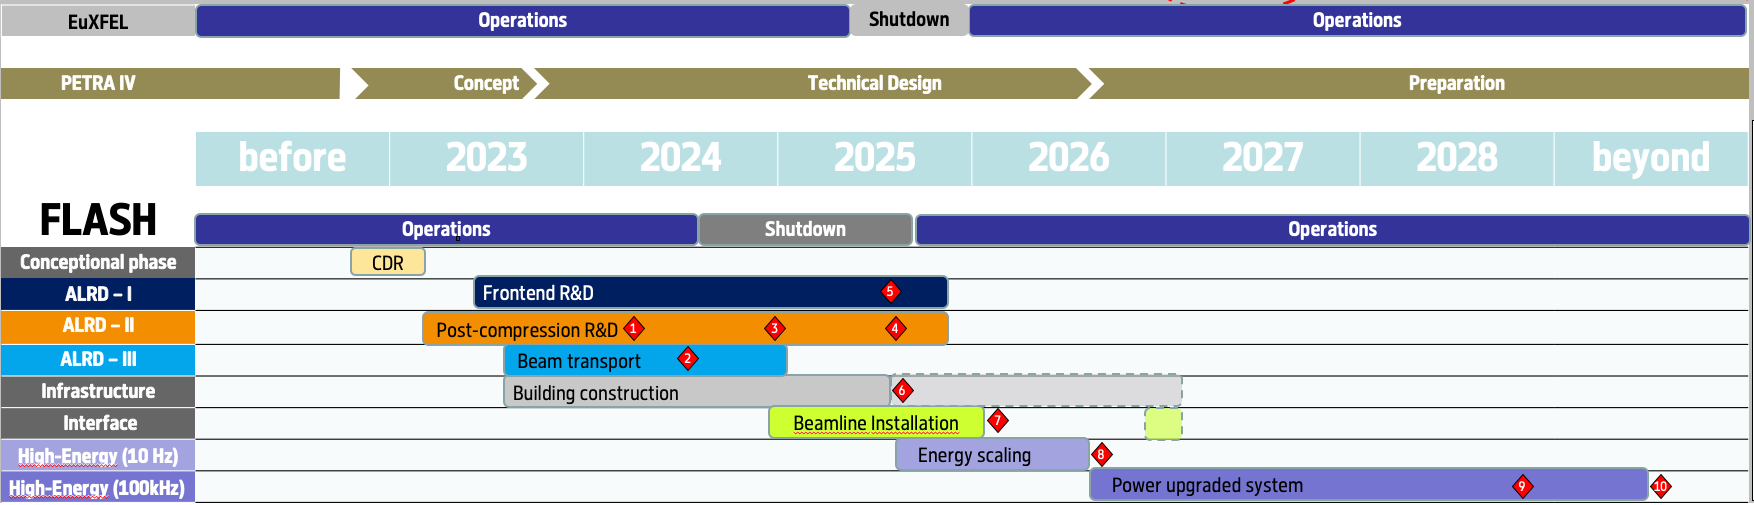 EuXFEL Operations Shutdown Operations
PETRA IV Concept Technical Design Preparation
before 2023 2024 2025 2026 2027 2028 beyond
FLASH Operations Shutdown Operations
Conceptional phase CDR
ALRD – I Frontend R&D 5
ALRD – II Post-compression R&D 1 3 4
ALRD – III Beam transport 2
Infrastructure Building construction 6
Interface Beamline Installation 7
High-Energy (10 Hz) Energy scaling 8
High-Energy (100kHz) Power upgraded system 9 10